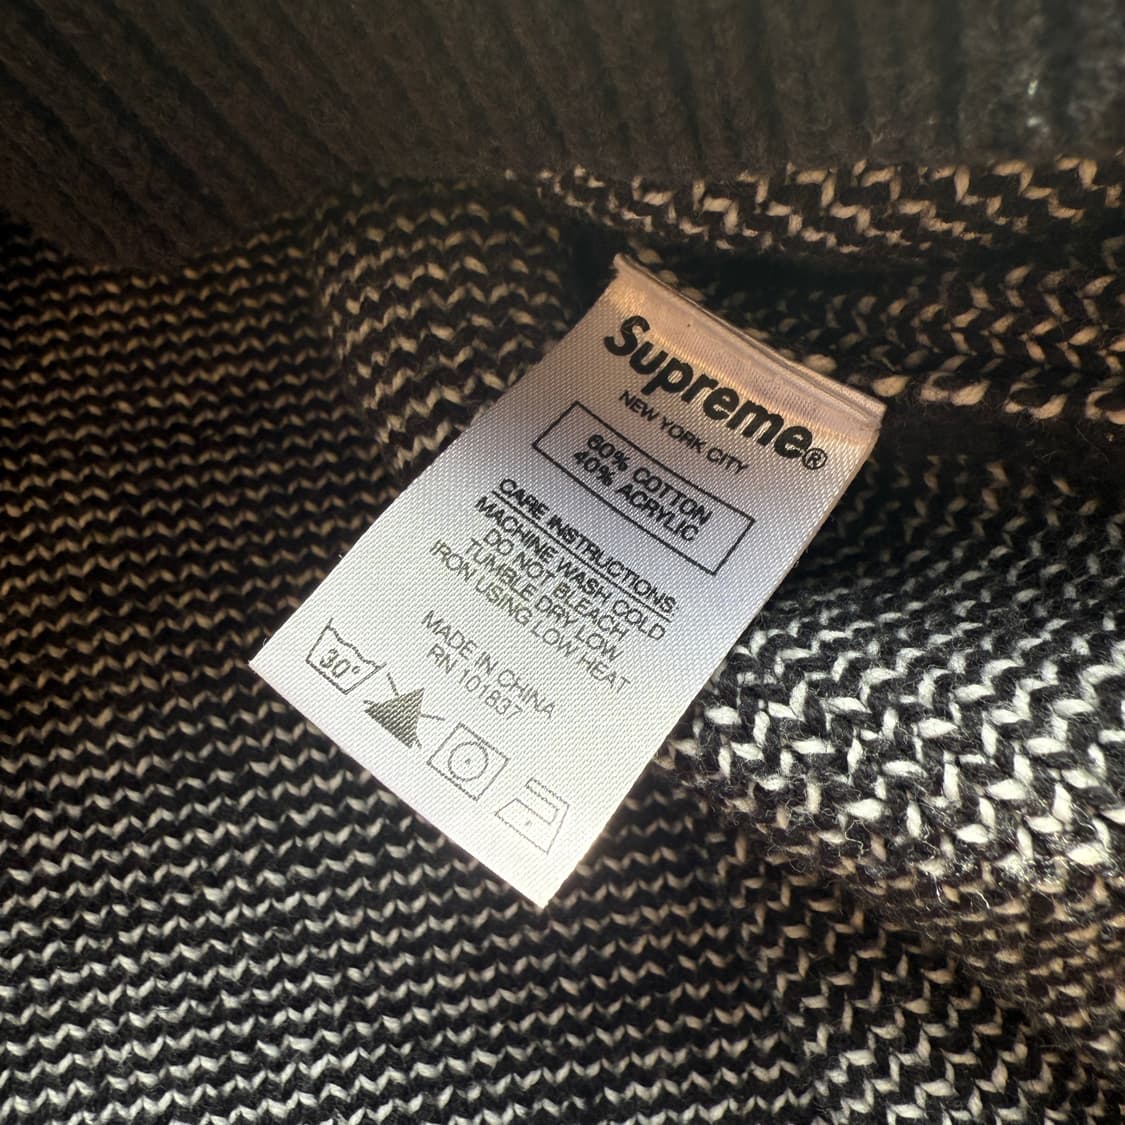 Supreme®
NEW YORK CITY
60% COTTON
40% ACRYLIC
CARE INSTRUCTIONS:
MACHINE WASH COLD
DO NOT BLEACH
TUMBLE DRY LOW
IRON USING LOW HEAT
MADE IN CHINA
RN 101837
30°